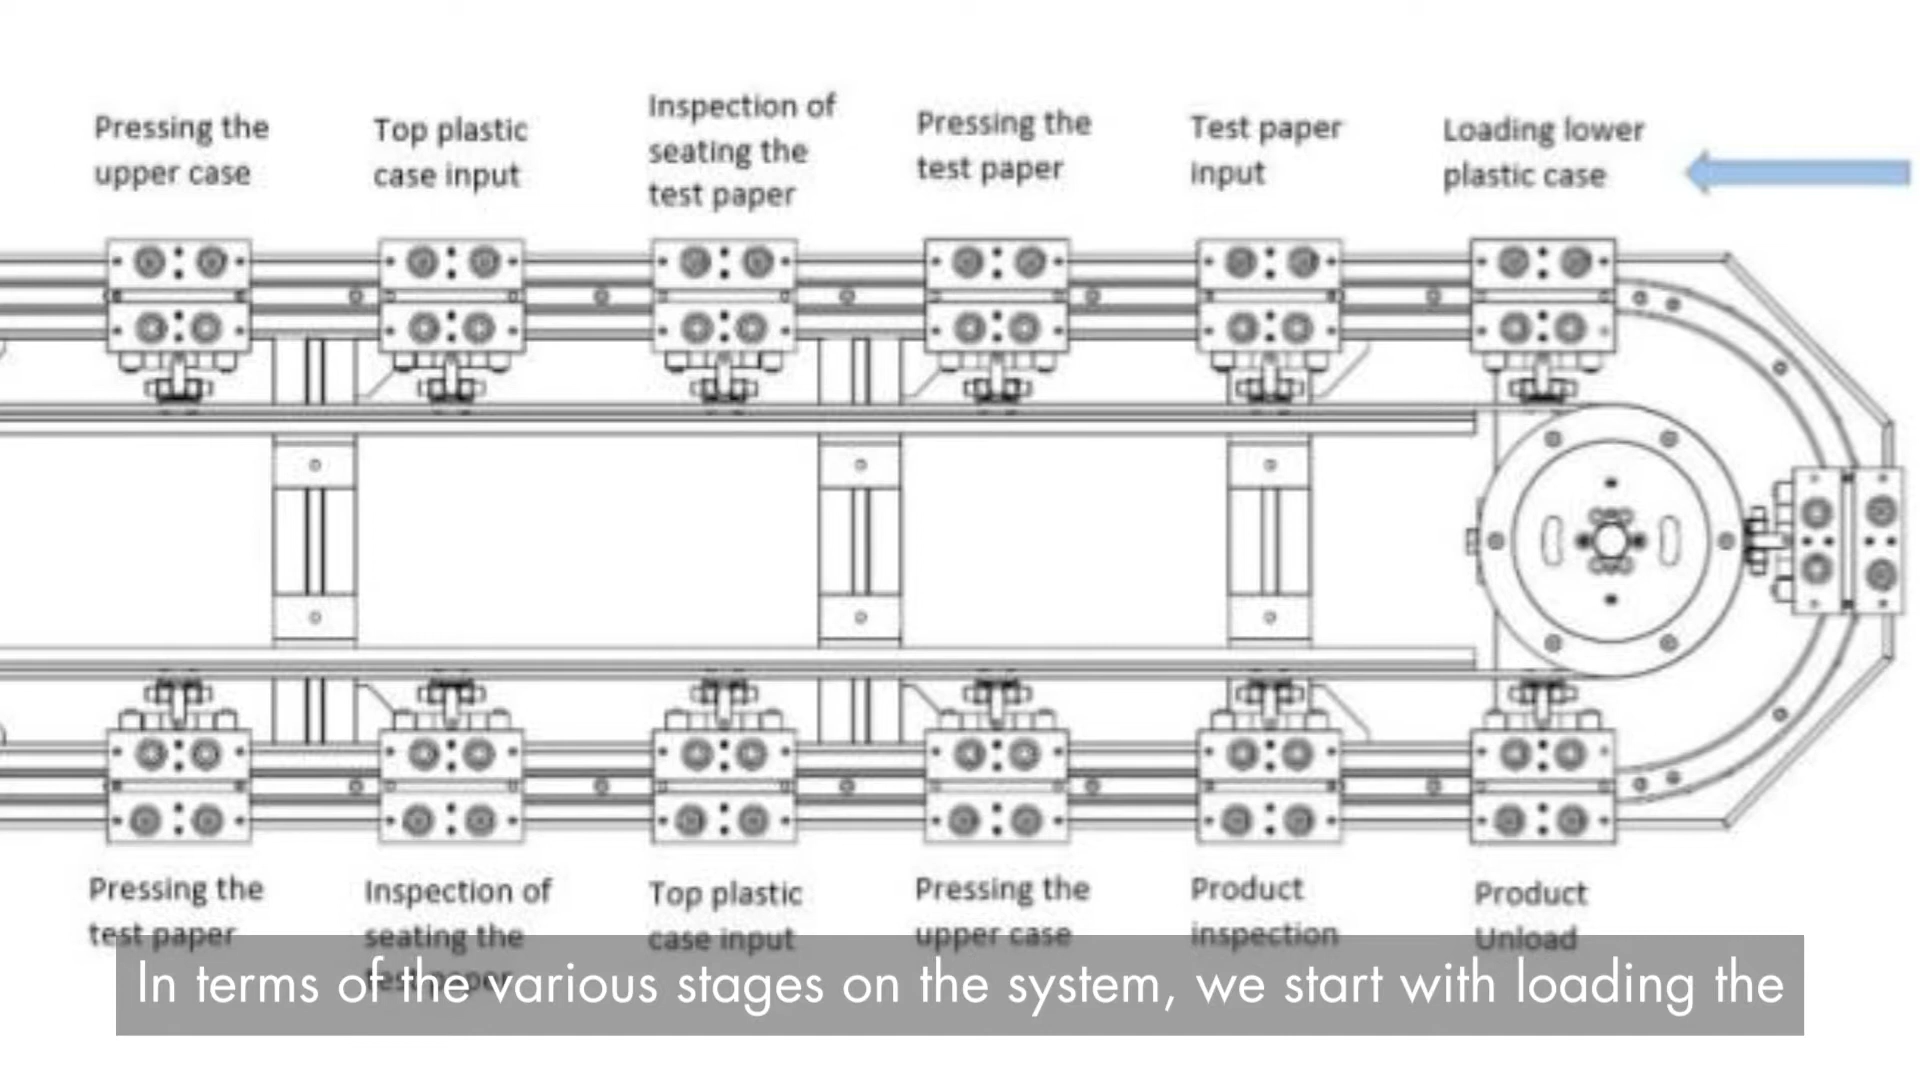 Pressing the
upper case
Top plastic
case input
Inspection of
seating the
test paper
Pressing the
test paper
Test paper
input
Loading lower
plastic case
Pressing the
test paper
Inspection of
seating the
test paper
Top plastic
case input
Pressing the
upper case
Product
inspection
Product
Unload
In terms of the various stages on the system, we start with loading the